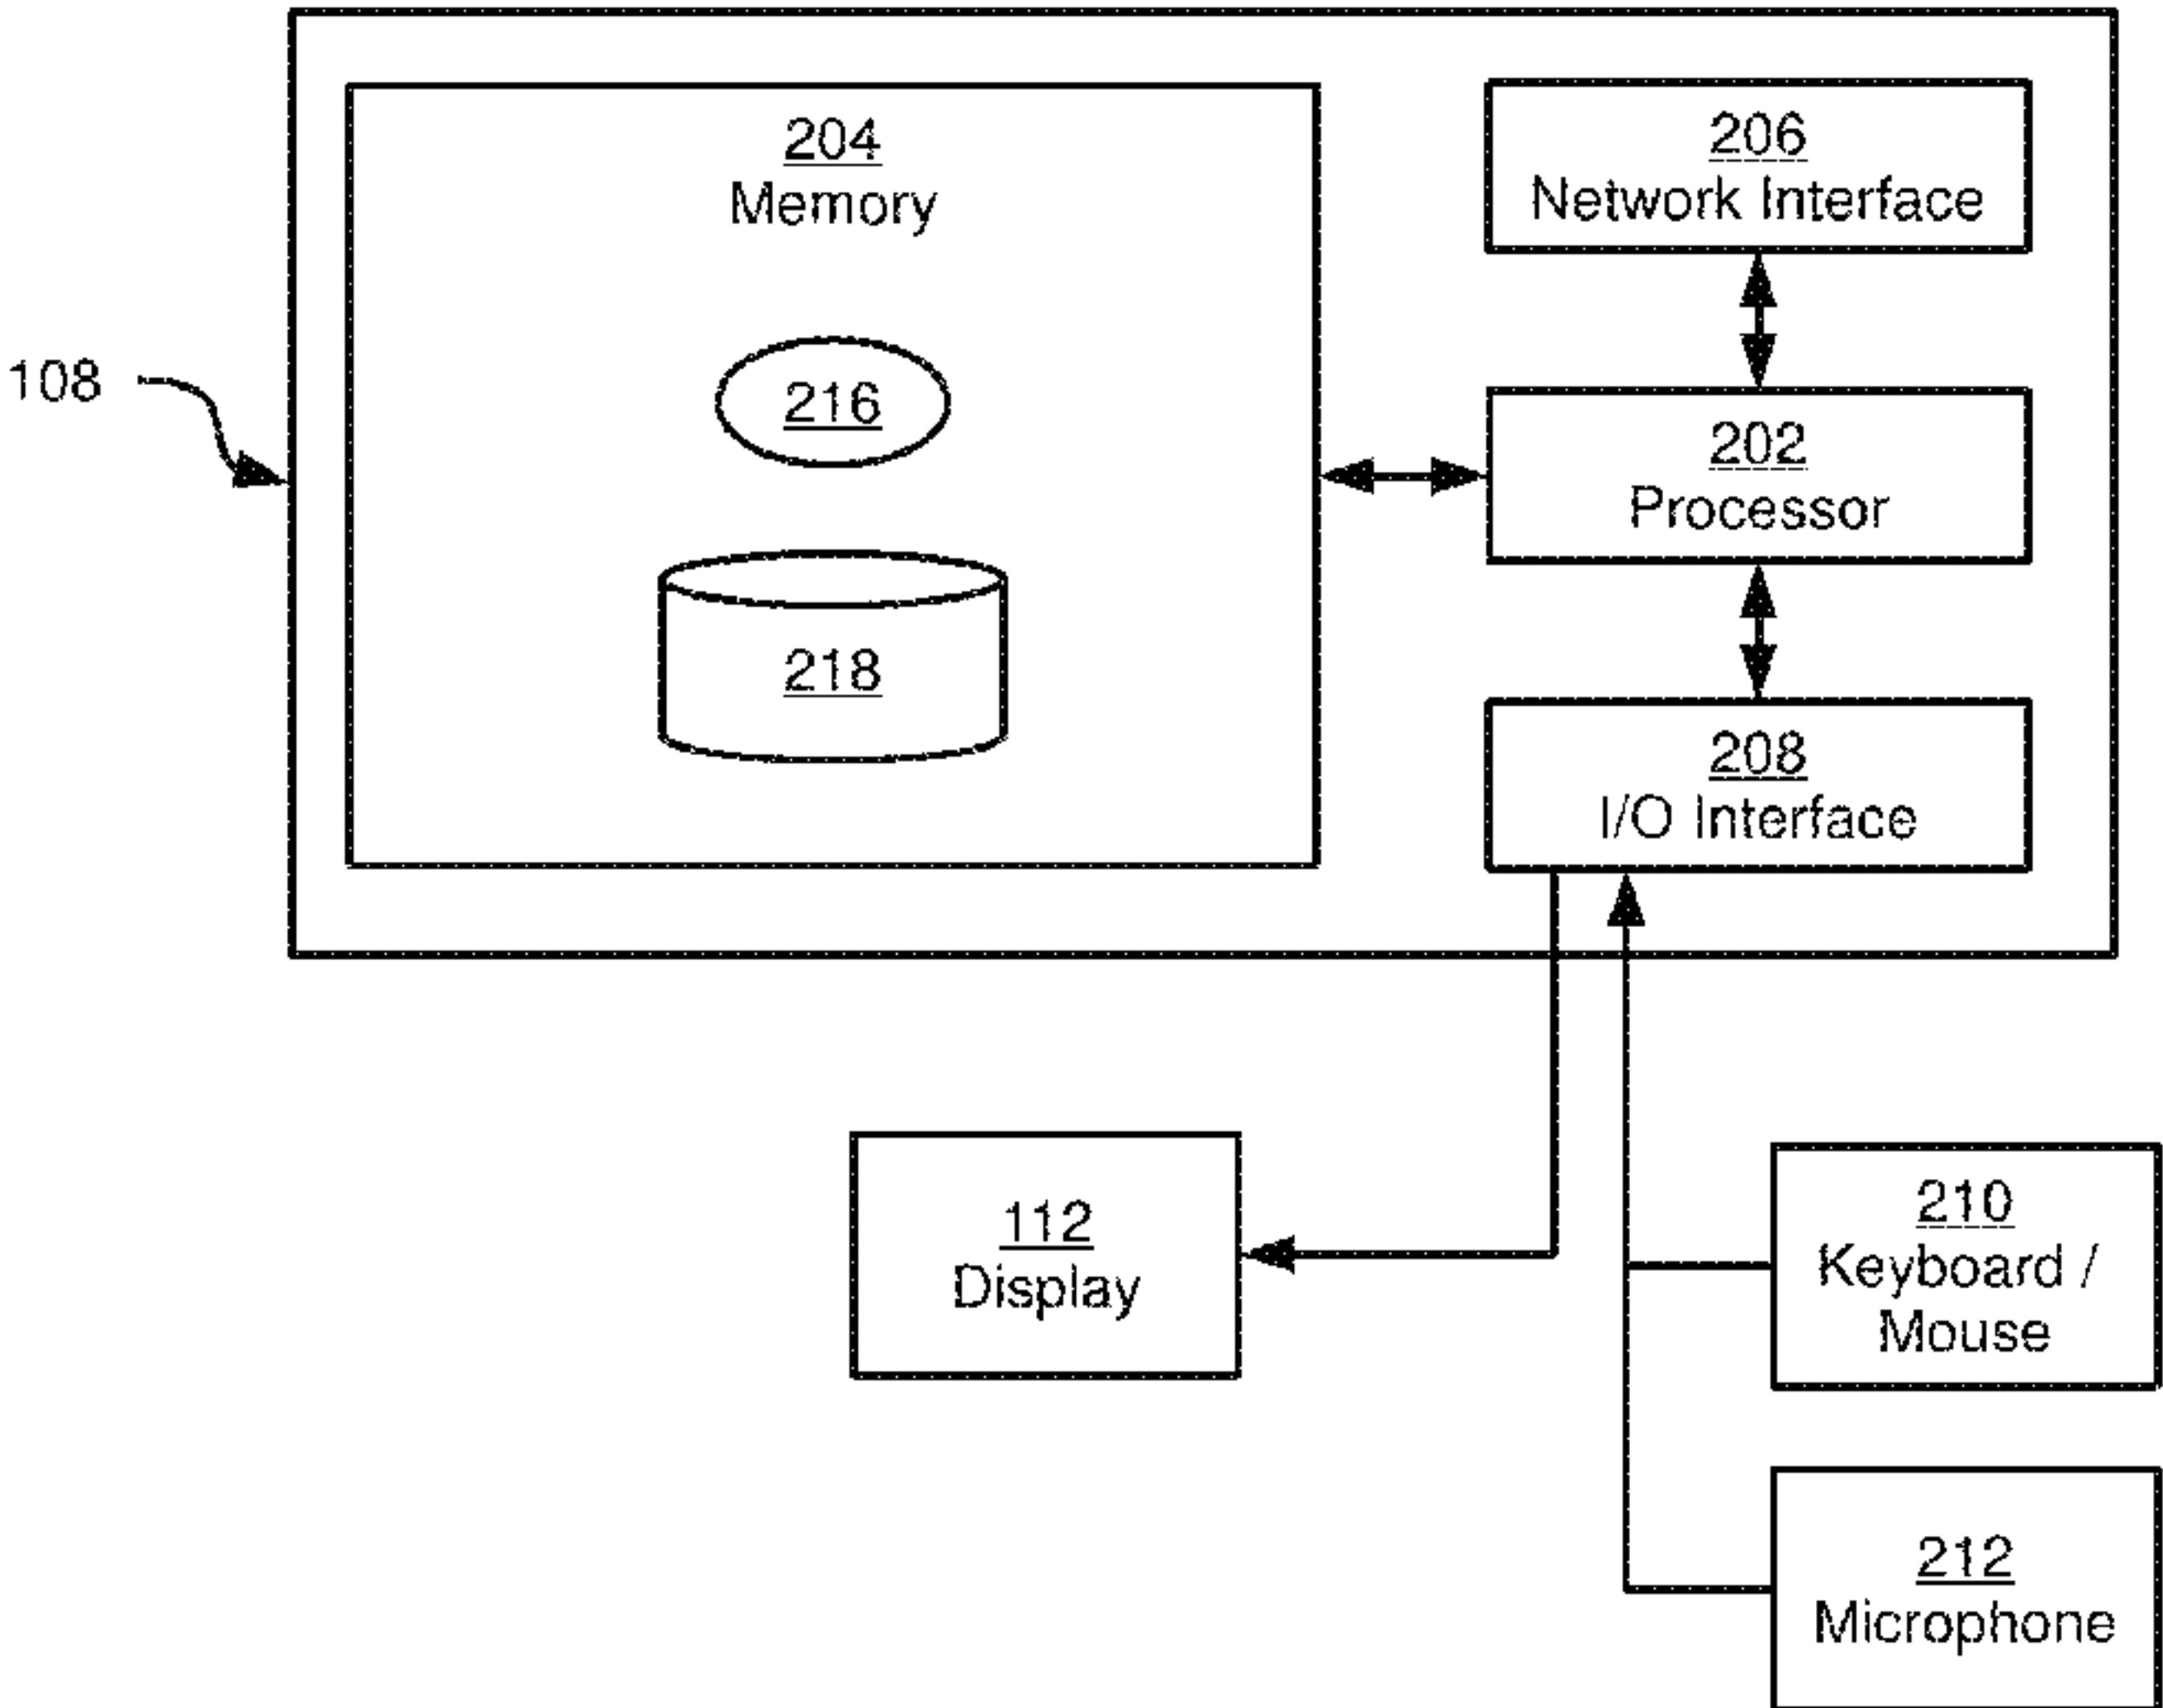 204
Memory
206
Network Interface
108
216
202
Processor
218
208
I/O Interface
112
Display
210
Keyboard /
Mouse
212
Microphone